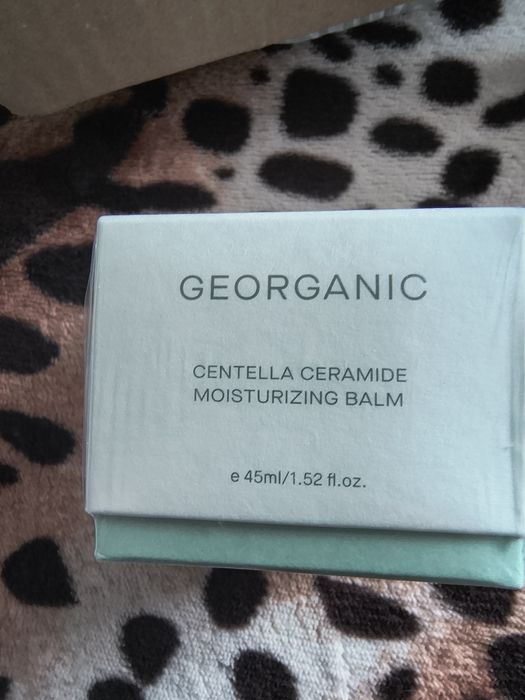 GEORGANIC
CENTELLA CERAMIDE
MOISTURIZING BALM
e 45ml/1.52 fl.oz.